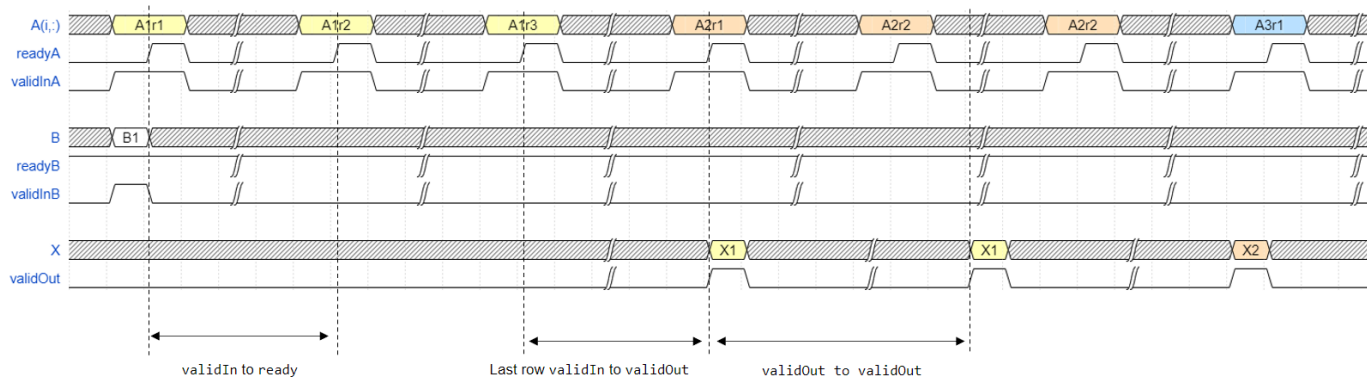 A(i,:) A1r1 A1r2 A1r3 A2r1 A2r2 A2r2 A3r1
readyA
validInA
B B1
readyB
validInB
X X1 X1 X2
validOut
validIn to ready Last row validIn to validOut validOut to validOut